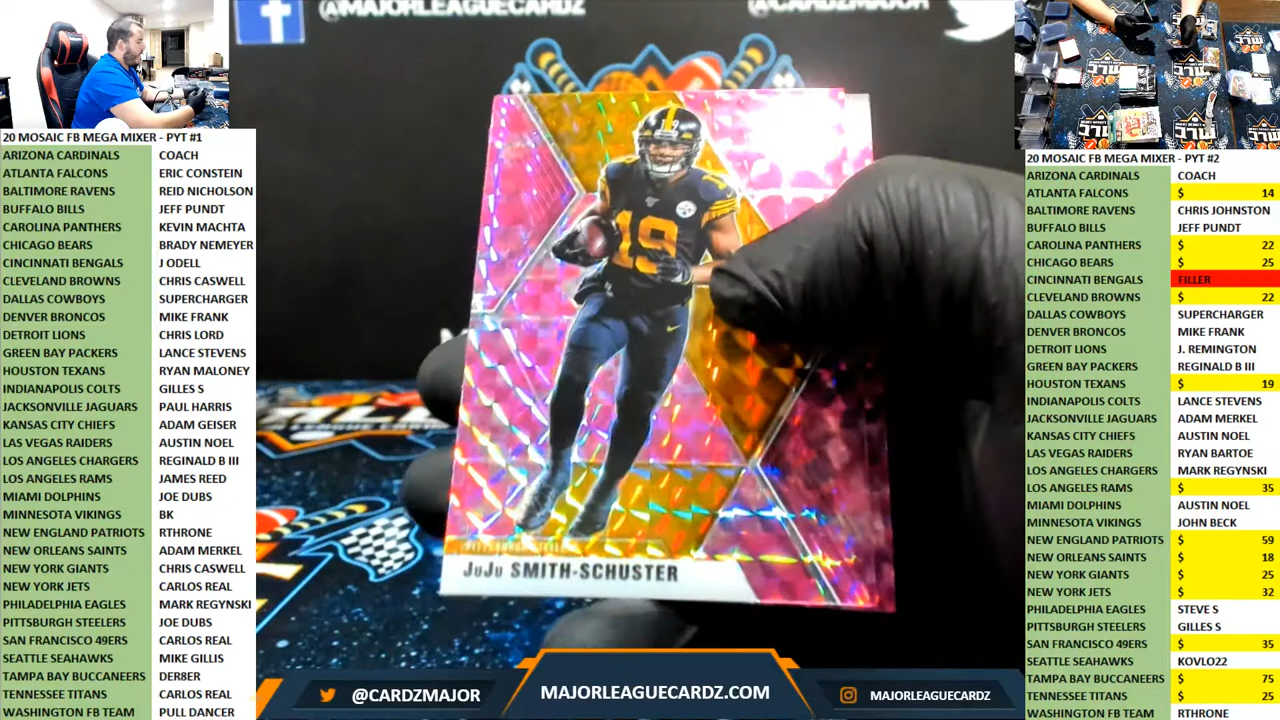 @MAJORLEAGUECARDZ
@CARDZMAJOR
20 MOSAIC FB MEGA MIXER - PYT #1
ARIZONA CARDINALS COACH
ATLANTA FALCONS ERIC CONSTEIN
BALTIMORE RAVENS REID NICHOLSON
BUFFALO BILLS JEFF PUNDT
CAROLINA PANTHERS KEVIN MACHTA
CHICAGO BEARS BRADY NEMEYER
CINCINNATI BENGALS J ODELL
CLEVELAND BROWNS CHRIS CASWELL
DALLAS COWBOYS SUPERCHARGER
DENVER BRONCOS MIKE FRANK
DETROIT LIONS CHRIS LORD
GREEN BAY PACKERS LANCE STEVENS
HOUSTON TEXANS RYAN MALONEY
INDIANAPOLIS COLTS GILLES S
JACKSONVILLE JAGUARS PAUL HARRIS
KANSAS CITY CHIEFS ADAM GEISER
LAS VEGAS RAIDERS AUSTIN NOEL
LOS ANGELES CHARGERS REGINALD B III
LOS ANGELES RAMS JAMES REED
MIAMI DOLPHINS JOE DUBS
MINNESOTA VIKINGS BK
NEW ENGLAND PATRIOTS RTHRONE
NEW ORLEANS SAINTS ADAM MERKEL
NEW YORK GIANTS CHRIS CASWELL
NEW YORK JETS CARLOS REAL
PHILADELPHIA EAGLES MARK REGYNSKI
PITTSBURGH STEELERS JOE DUBS
SAN FRANCISCO 49ERS CARLOS REAL
SEATTLE SEAHAWKS MIKE GILLIS
TAMPA BAY BUCCANEERS DER8ER
TENNESSEE TITANS CARLOS REAL
WASHINGTON FB TEAM PULL DANCER
19
JuJu SMITH-SCHUSTER
@CARDZMAJOR
MAJORLEAGUECARDZ.COM
MAJORLEAGUECARDZ
20 MOSAIC FB MEGA MIXER - PYT #2
ARIZONA CARDINALS COACH
ATLANTA FALCONS $ 14
BALTIMORE RAVENS CHRIS JOHNSTON
BUFFALO BILLS JEFF PUNDT
CAROLINA PANTHERS $ 22
CHICAGO BEARS $ 25
CINCINNATI BENGALS FILLER
CLEVELAND BROWNS $ 22
DALLAS COWBOYS SUPERCHARGER
DENVER BRONCOS MIKE FRANK
DETROIT LIONS J. REMINGTON
GREEN BAY PACKERS REGINALD B III
HOUSTON TEXANS $ 19
INDIANAPOLIS COLTS LANCE STEVENS
JACKSONVILLE JAGUARS ADAM MERKEL
KANSAS CITY CHIEFS AUSTIN NOEL
LAS VEGAS RAIDERS RYAN BARTOE
LOS ANGELES CHARGERS MARK REGYNSKI
LOS ANGELES RAMS $ 35
MIAMI DOLPHINS AUSTIN NOEL
MINNESOTA VIKINGS JOHN BECK
NEW ENGLAND PATRIOTS $ 59
NEW ORLEANS SAINTS $ 18
NEW YORK GIANTS $ 25
NEW YORK JETS $ 32
PHILADELPHIA EAGLES STEVE S
PITTSBURGH STEELERS GILLES S
SAN FRANCISCO 49ERS $ 35
SEATTLE SEAHAWKS KOVLO22
TAMPA BAY BUCCANEERS $ 75
TENNESSEE TITANS $ 25
WASHINGTON FB TEAM RTHRONE